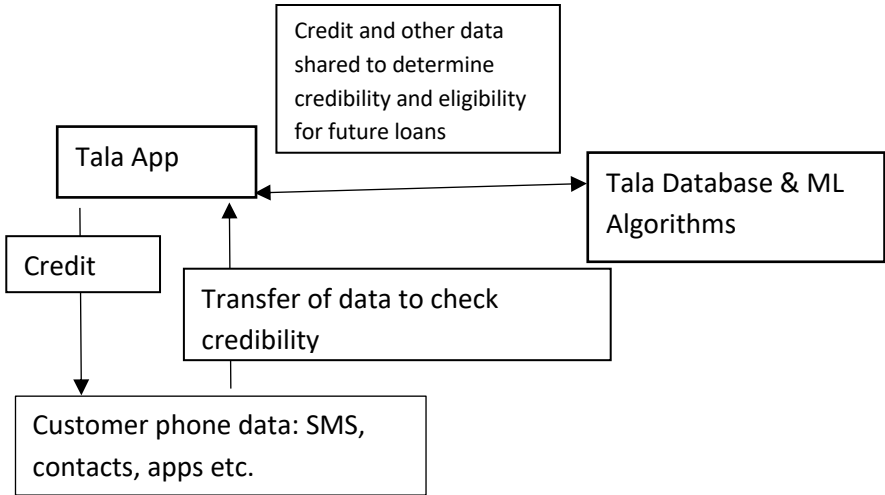 Credit and other data
shared to determine
credibility and eligibility
for future loans
Tala App
Tala Database & ML
Algorithms
Credit
Transfer of data to check
credibility
Customer phone data: SMS,
contacts, apps etc.